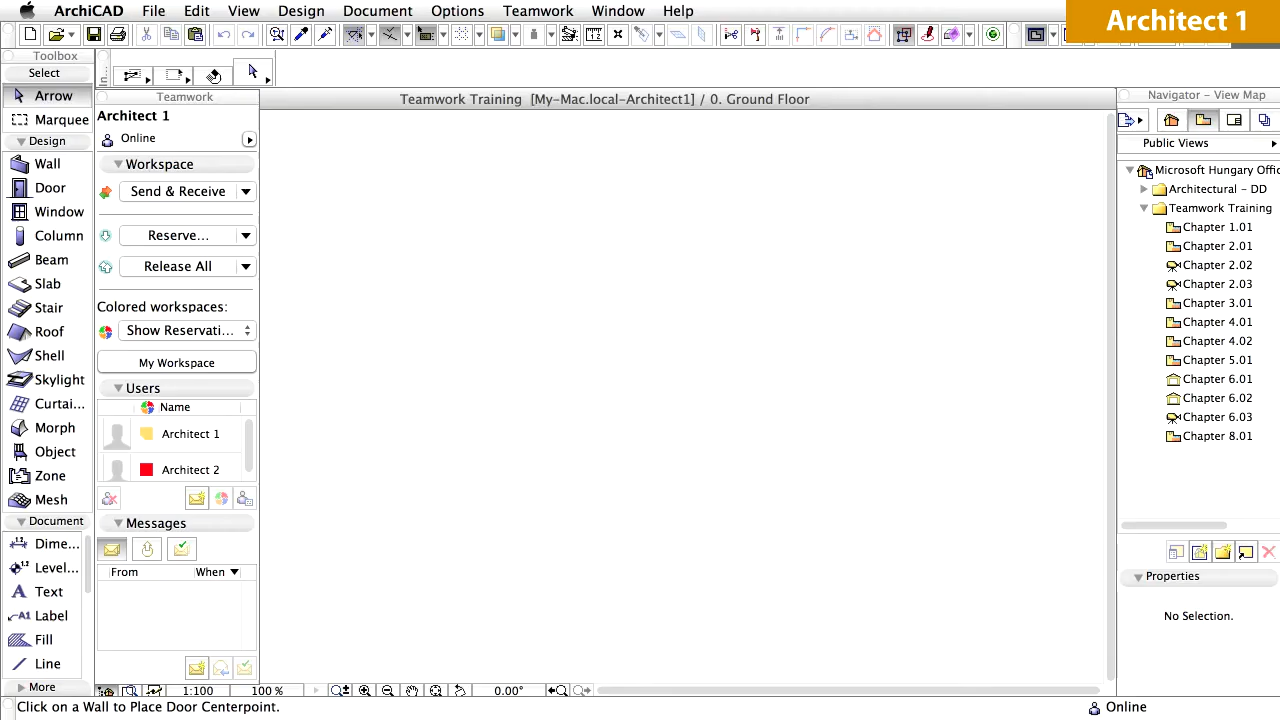 ArchiCAD File Edit View Design Document Options Teamwork Window Help
Architect 1
Toolbox
Select
Arrow
Marquee
Design
Wall
Door
Window
Column
Beam
Slab
Stair
Roof
Shell
Skylight
Curtai...
Morph
Object
Zone
Mesh
Document
Dime...
Level...
Text
Label
Fill
Line
More
Teamwork
Architect 1
Online
Workspace
Send & Receive
Reserve...
Release All
Colored workspaces:
Show Reservati...
My Workspace
Users
Name
Architect 1
Architect 2
Messages
From When
Teamwork Training [My-Mac.local-Architect1] / 0. Ground Floor
1:100 100 % 0.00°
Navigator - View Map
Public Views
Microsoft Hungary Offic
Architectural - DD
Teamwork Training
Chapter 1.01
Chapter 2.01
Chapter 2.02
Chapter 2.03
Chapter 3.01
Chapter 4.01
Chapter 4.02
Chapter 5.01
Chapter 6.01
Chapter 6.02
Chapter 6.03
Chapter 8.01
Properties
No Selection.
Click on a Wall to Place Door Centerpoint.
Online